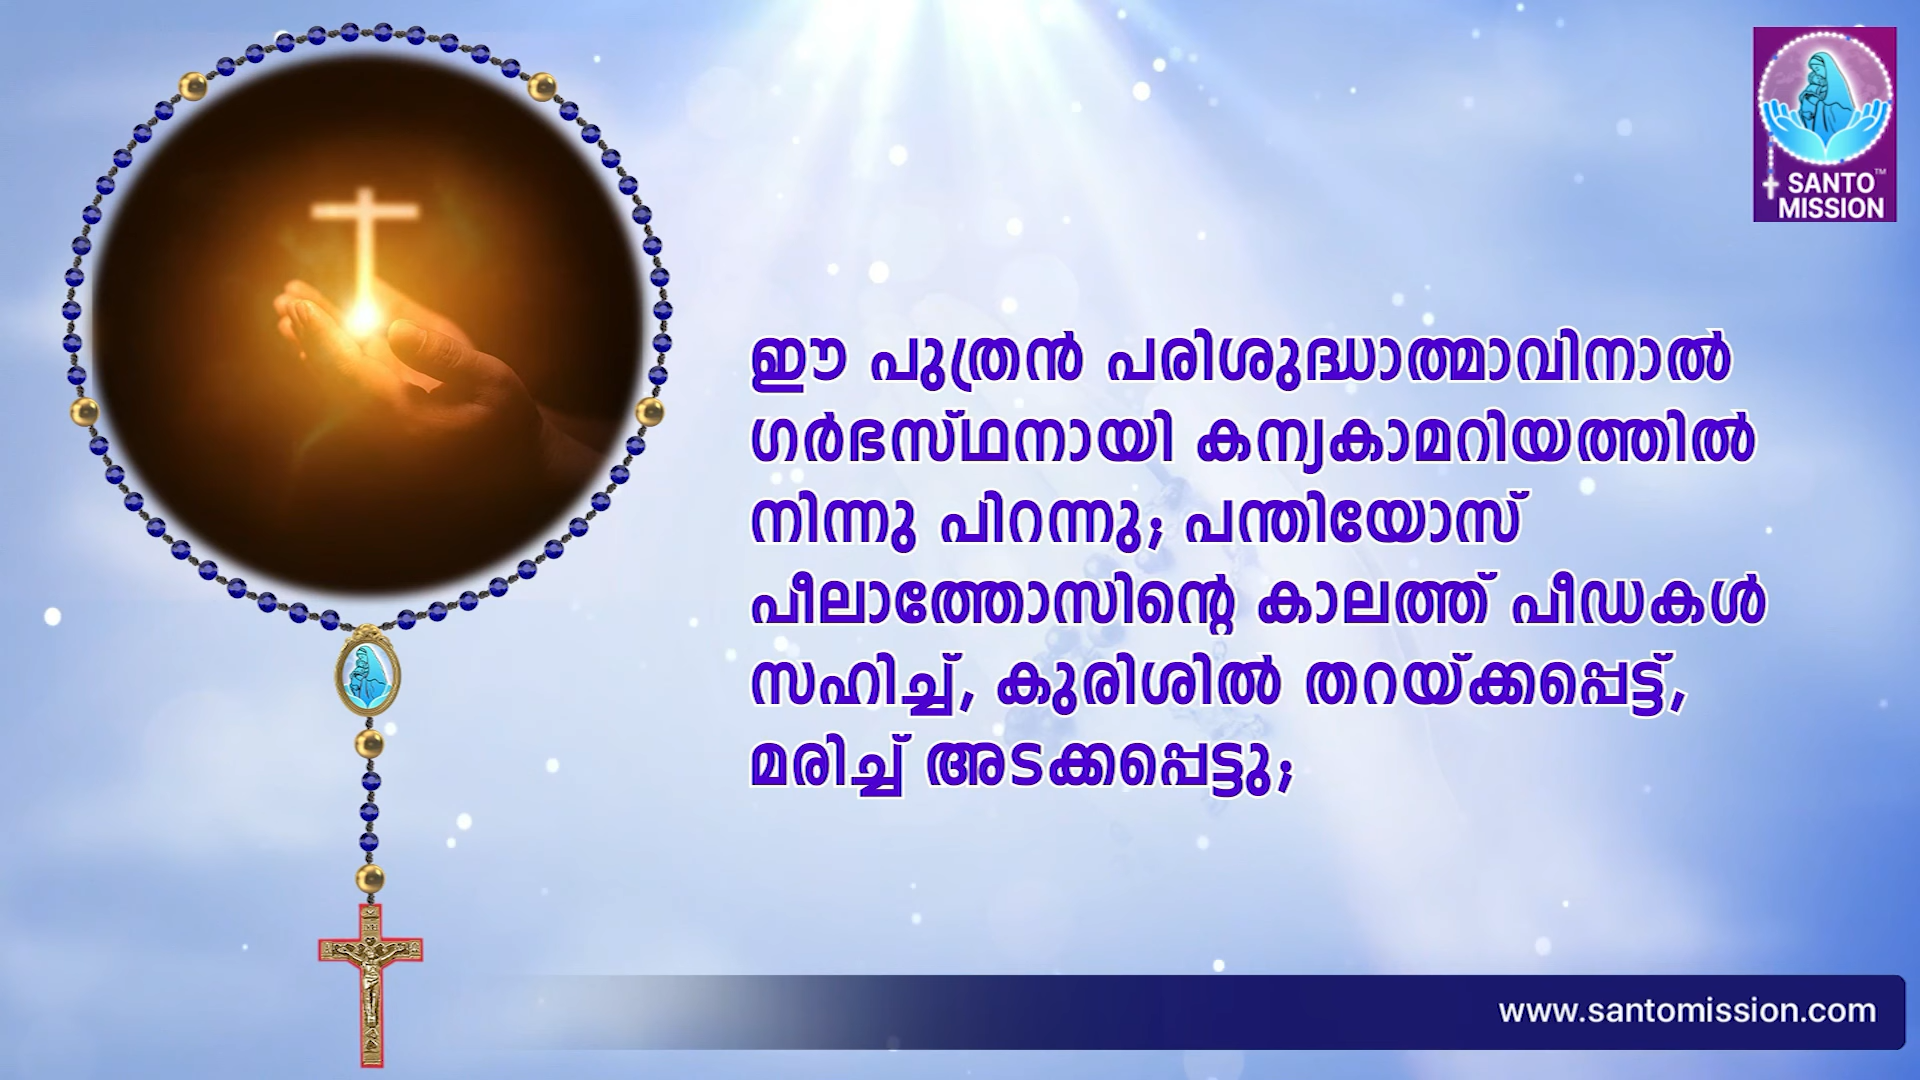 SANTO™
MISSION
ഈ പുത്രൻ പരിശുദ്ധാത്മാവിനാൽ
ഗർഭസ്ഥനായി കന്യകാമറിയത്തിൽ
നിന്നു പിറന്നു; പന്തിയോസ്
പീലാത്തോസിന്റെ കാലത്ത് പീഡകൾ
സഹിച്ച്, കുരിശിൽ തറയ്ക്കപ്പെട്ട്,
മരിച്ച് അടക്കപ്പെട്ടു;
www.santomission.com